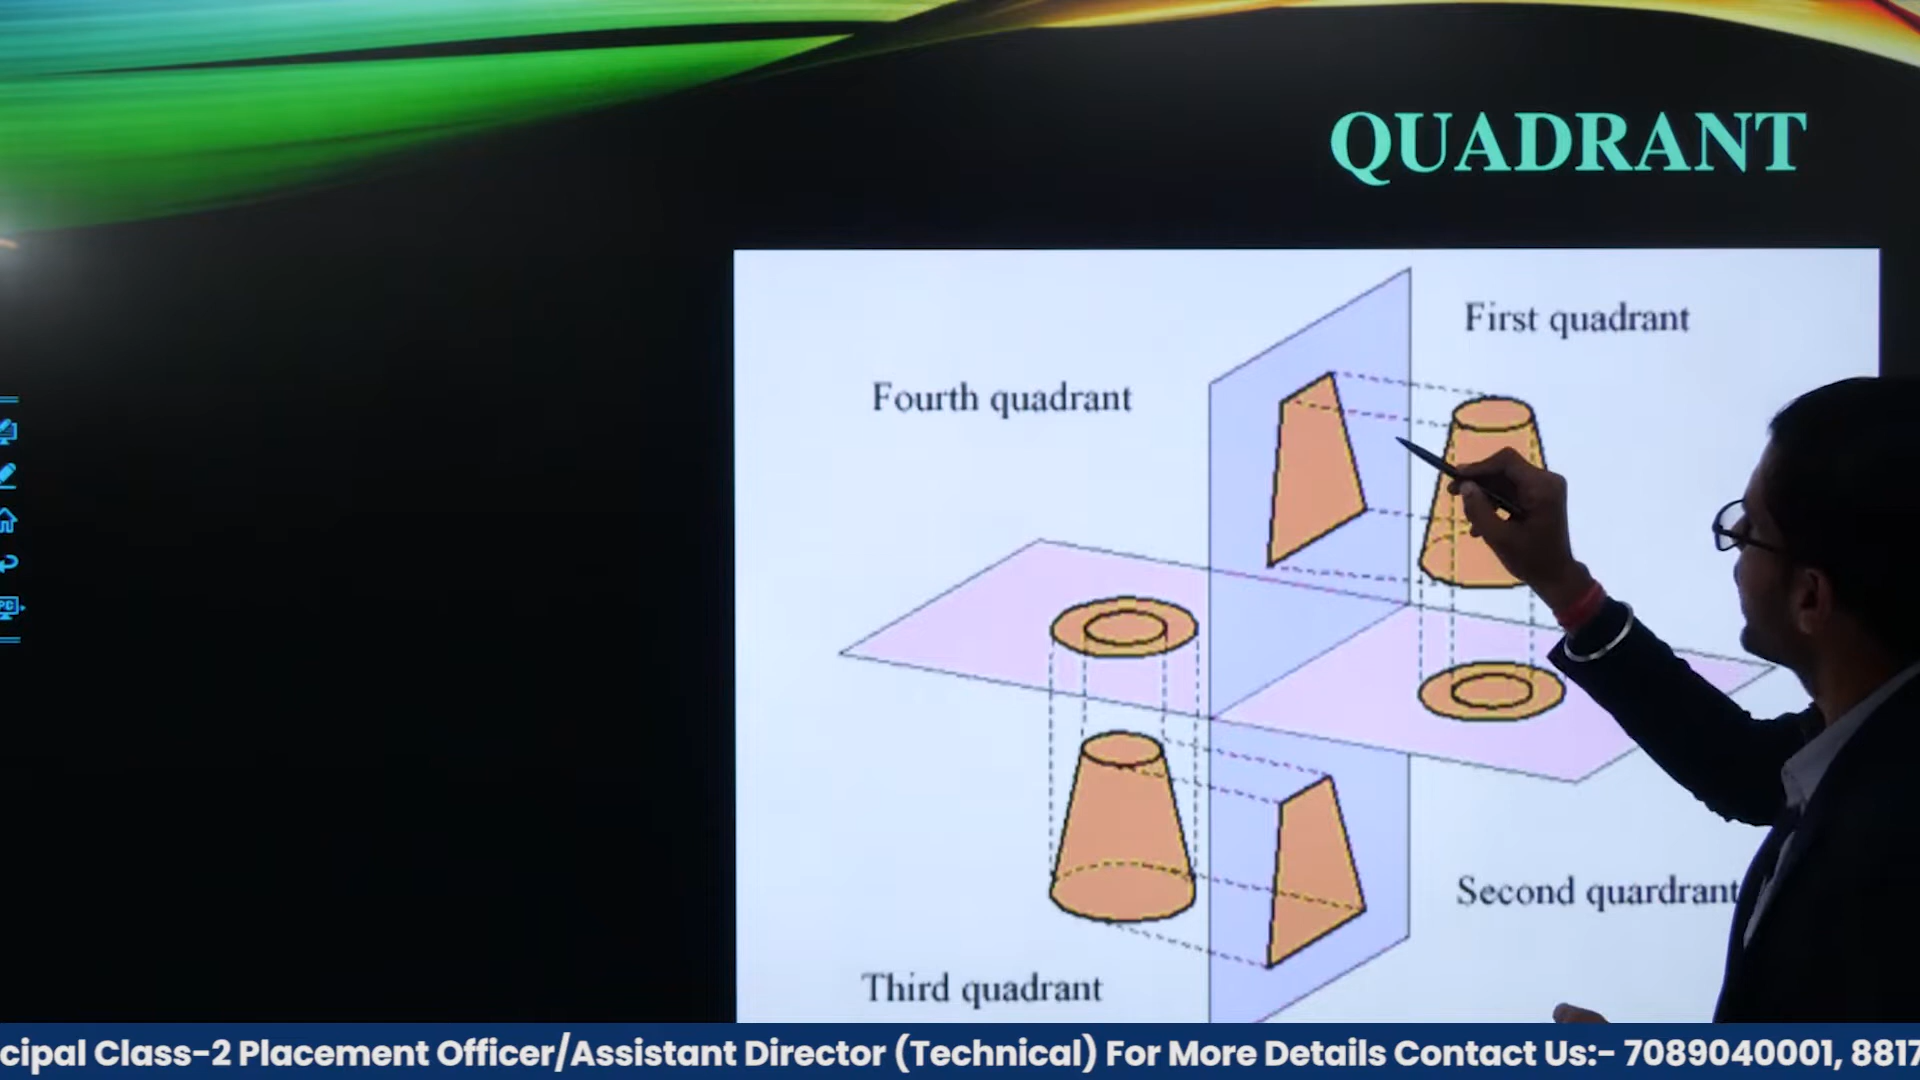 QUADRANT
First quadrant
Fourth quadrant
Second quardrant
Third quadrant
PC
cipal Class-2 Placement Officer/Assistant Director (Technical) For More Details Contact Us:- 7089040001, 8817